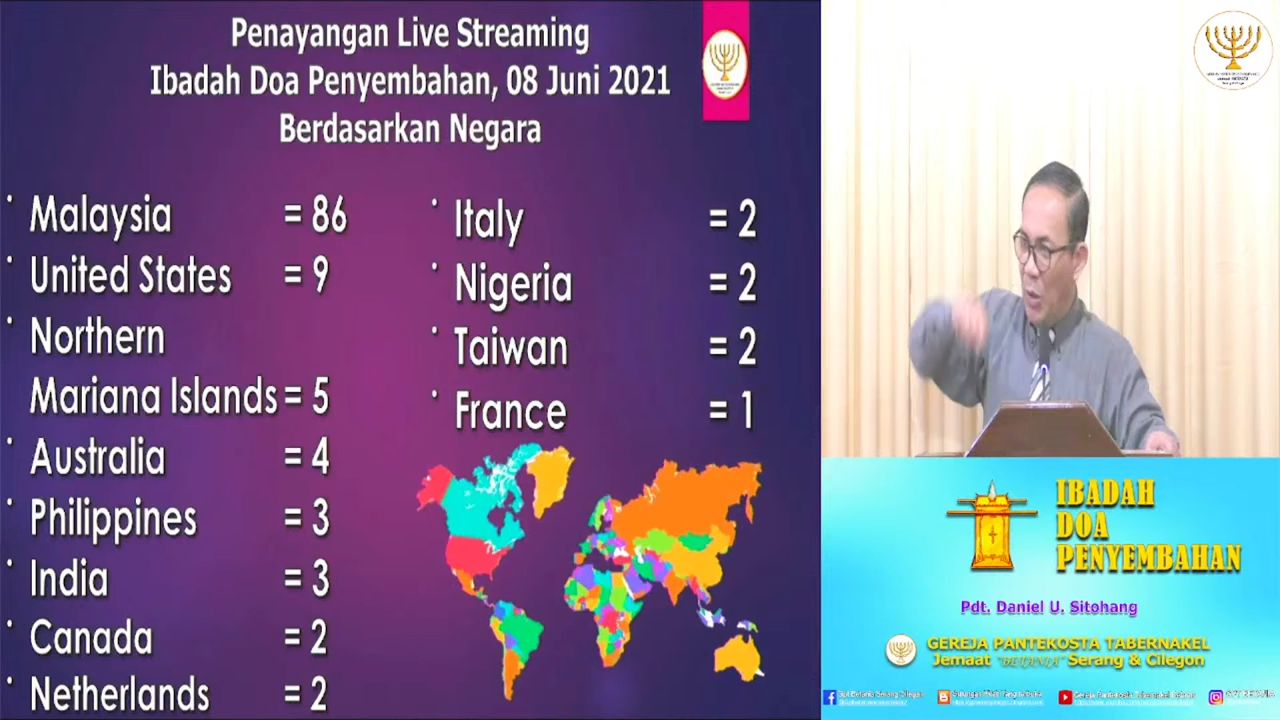 Penayangan Live Streaming
Ibadah Doa Penyembahan, 08 Juni 2021
Berdasarkan Negara
Malaysia = 86
United States = 9
Northern
Mariana Islands = 5
Australia = 4
Philippines = 3
India = 3
Canada = 2
Netherlands = 2
Italy = 2
Nigeria = 2
Taiwan = 2
France = 1
IBADAH
DOA
PENYEMBAHAN
Pdt. Daniel U. Sitohang
GEREJA PANTEKOSTA TABERNAKEL
Jemaat "BETANIA" Serang & Cilegon